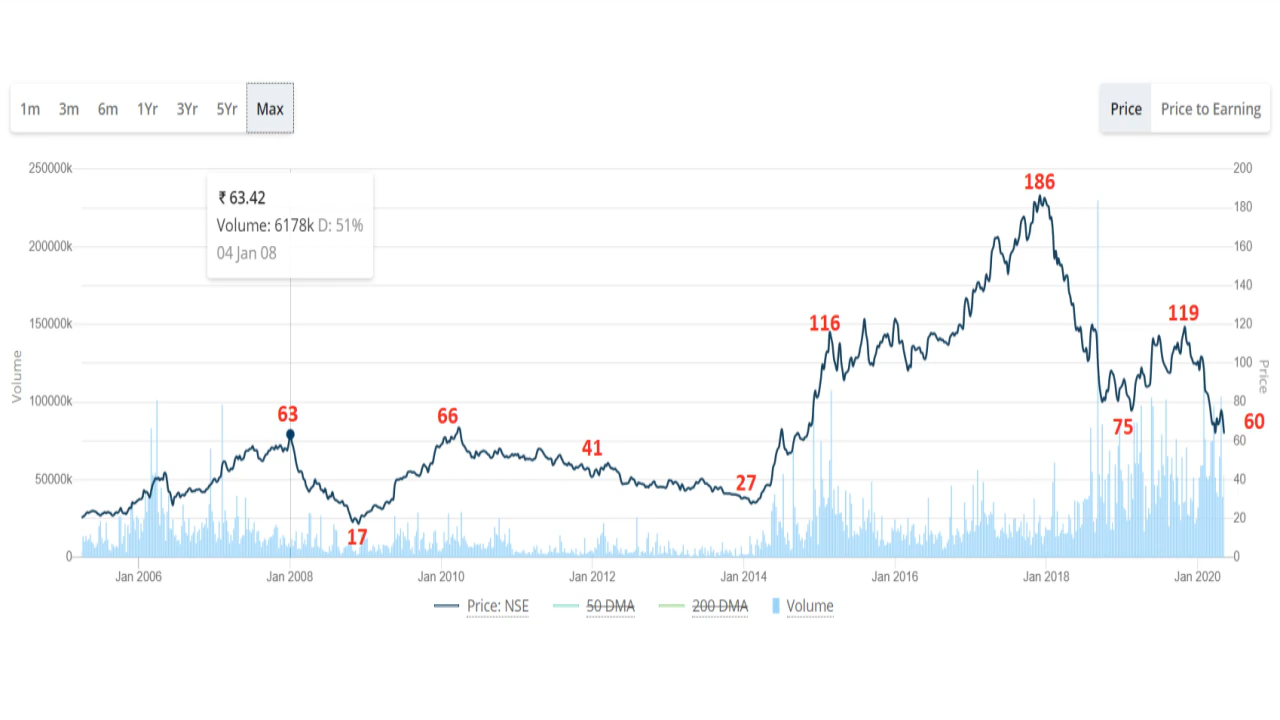 1m 3m 6m 1Yr 3Yr 5Yr Max
Price Price to Earning
250000k
200000k
150000k
100000k
50000k
0
Volume
₹ 63.42
Volume: 6178k D: 51%
04 Jan 08
63
17
66
41
27
116
186
75
119
60
200
180
160
140
120
100
80
60
40
20
0
Price
Jan 2006 Jan 2008 Jan 2010 Jan 2012 Jan 2014 Jan 2016 Jan 2018 Jan 2020
Price: NSE 50 DMA 200 DMA Volume